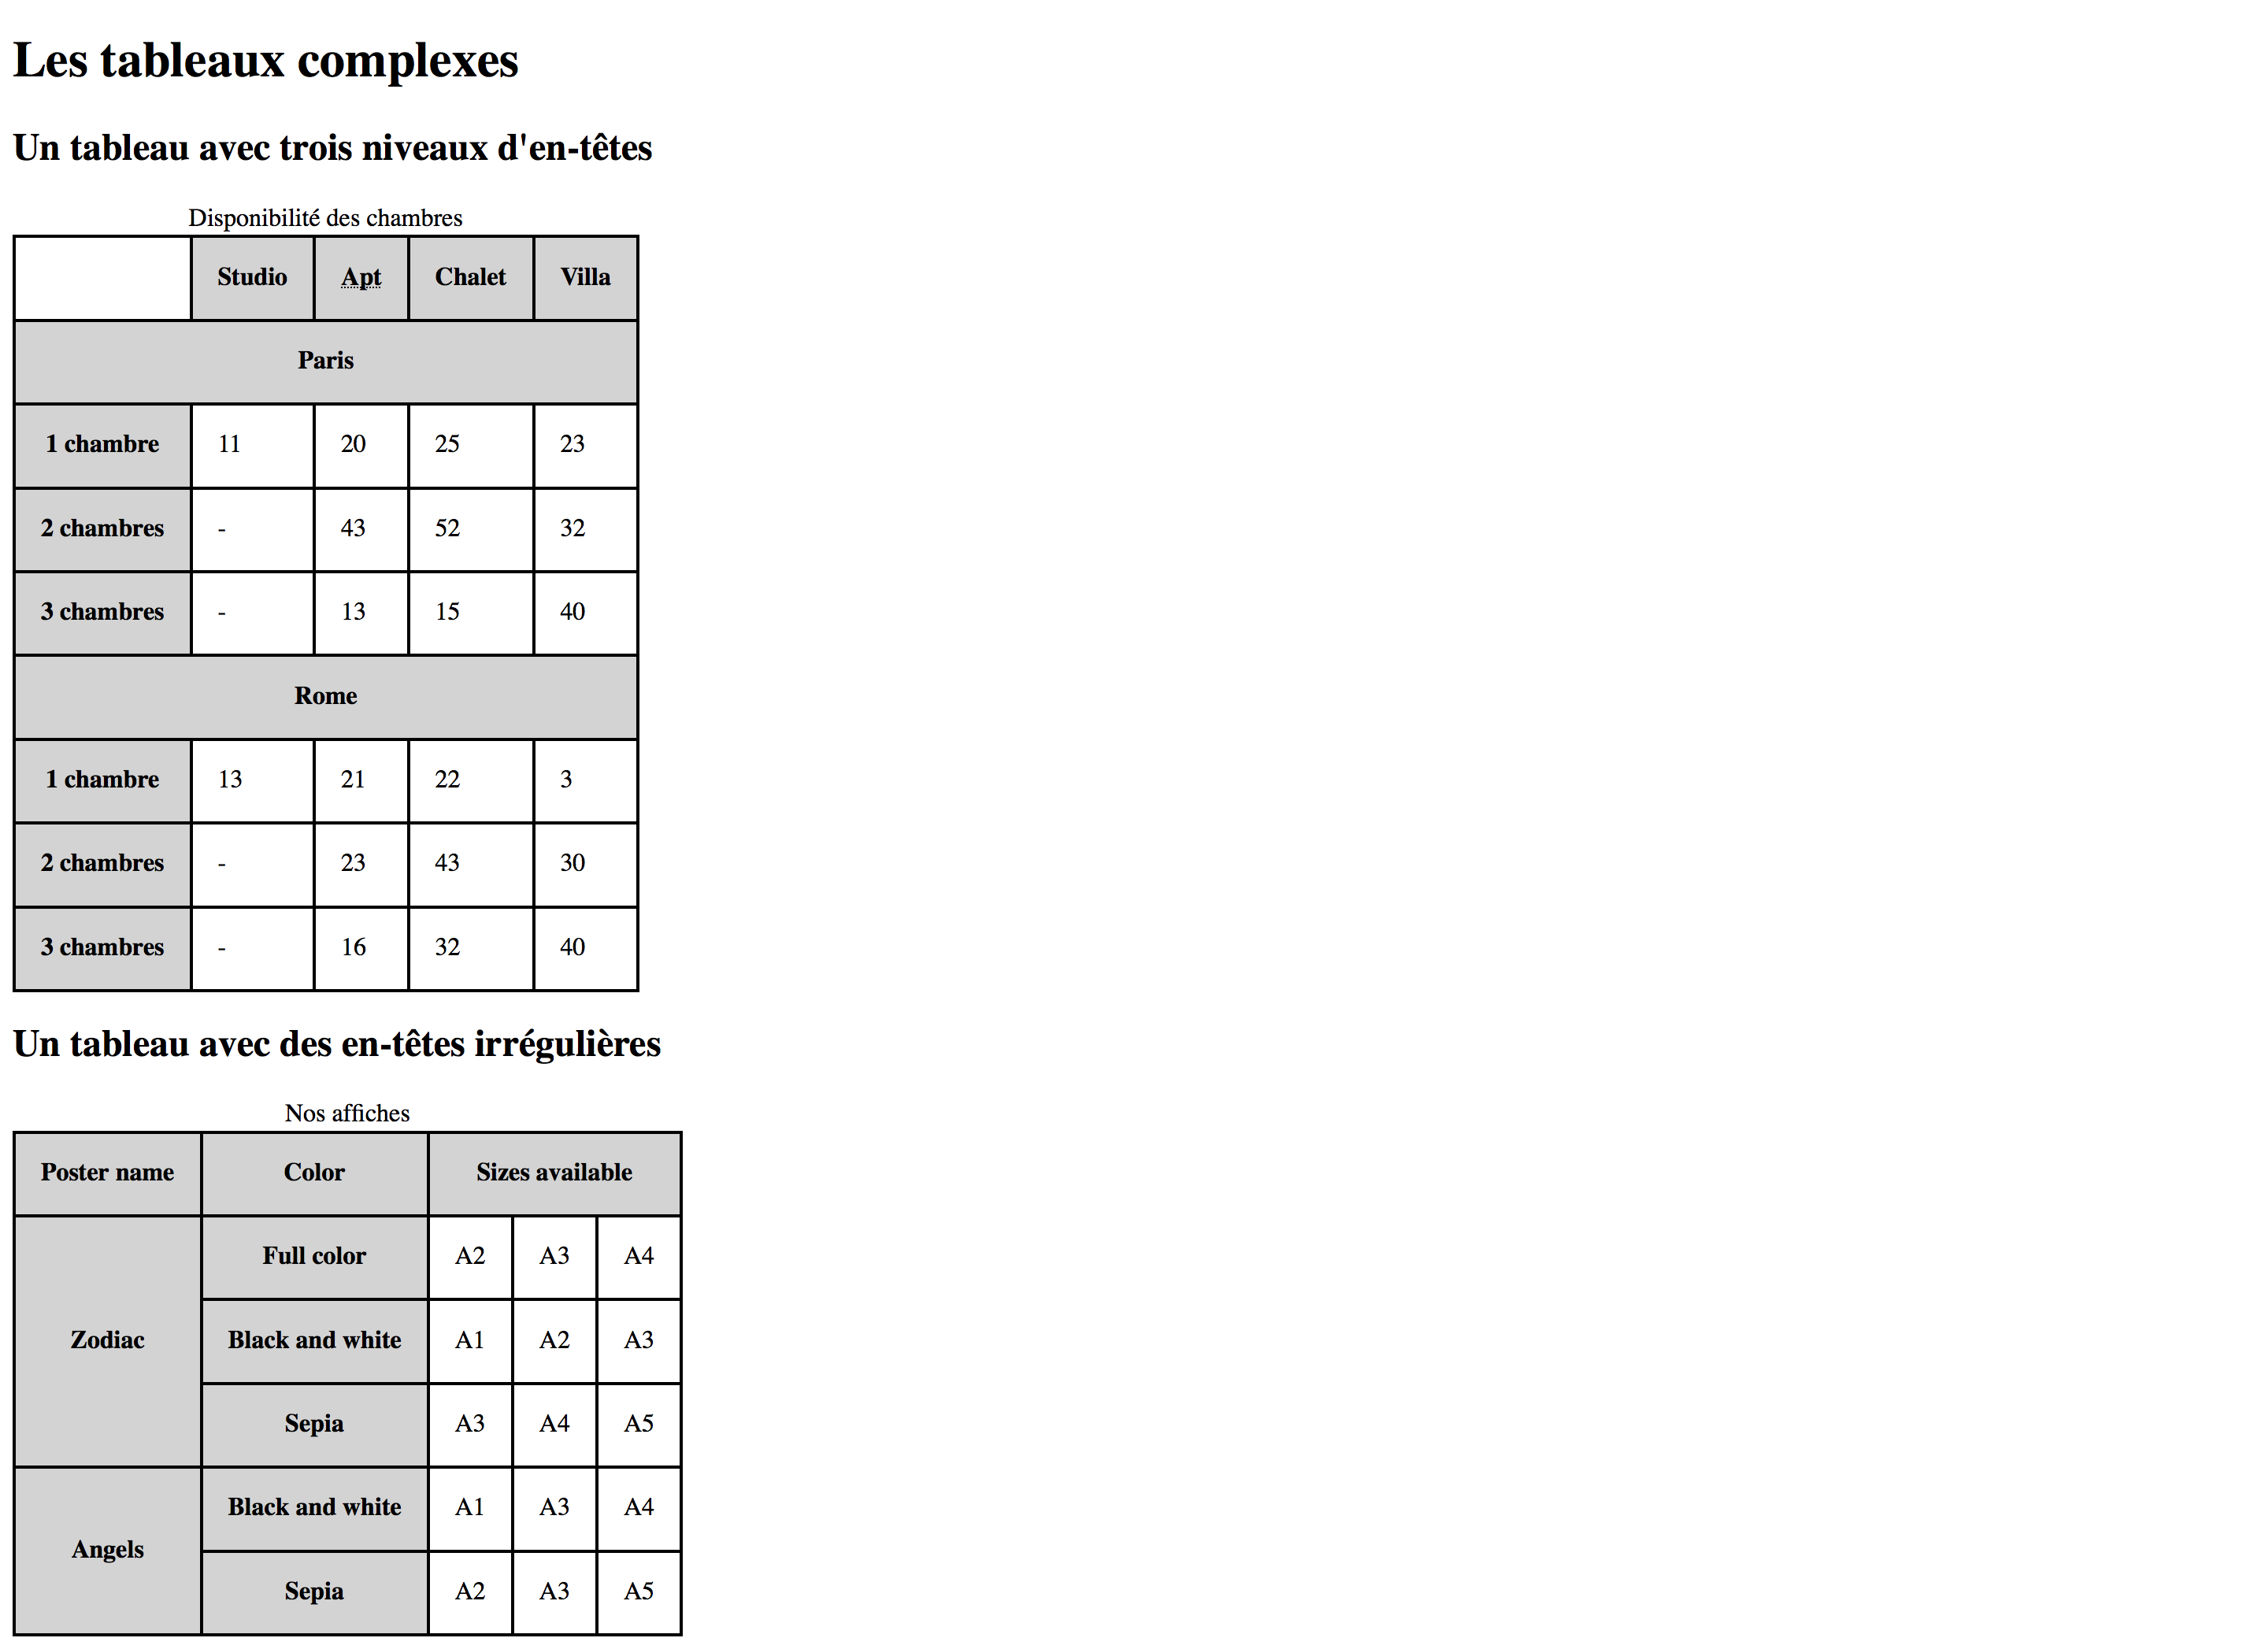 Les tableaux complexes
Un tableau avec trois niveaux d'en-têtes
Disponibilité des chambres
Studio Apt Chalet Villa
Paris
1 chambre 11 20 25 23
2 chambres - 43 52 32
3 chambres - 13 15 40
Rome
1 chambre 13 21 22 3
2 chambres - 23 43 30
3 chambres - 16 32 40
Un tableau avec des en-têtes irrégulières
Nos affiches
Poster name Color Sizes available
Full color A2 A3 A4
Zodiac Black and white A1 A2 A3
Sepia A3 A4 A5
Black and white A1 A3 A4
Angels
Sepia A2 A3 A5